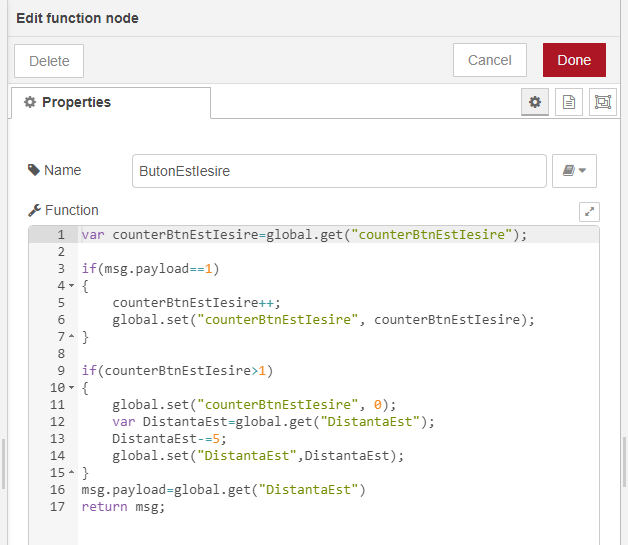 Edit function node
Delete
Cancel
Done
Properties
Name
ButonEstIesire
Function
1 var counterBtnEstIesire=global.get("counterBtnEstIesire");
2
3 if(msg.payload==1)
4 {
5     counterBtnEstIesire++;
6     global.set("counterBtnEstIesire", counterBtnEstIesire);
7 }
8
9 if(counterBtnEstIesire>1)
10 {
11     global.set("counterBtnEstIesire", 0);
12     var DistantaEst=global.get("DistantaEst");
13     DistantaEst-=5;
14     global.set("DistantaEst",DistantaEst);
15 }
16 msg.payload=global.get("DistantaEst")
17 return msg;